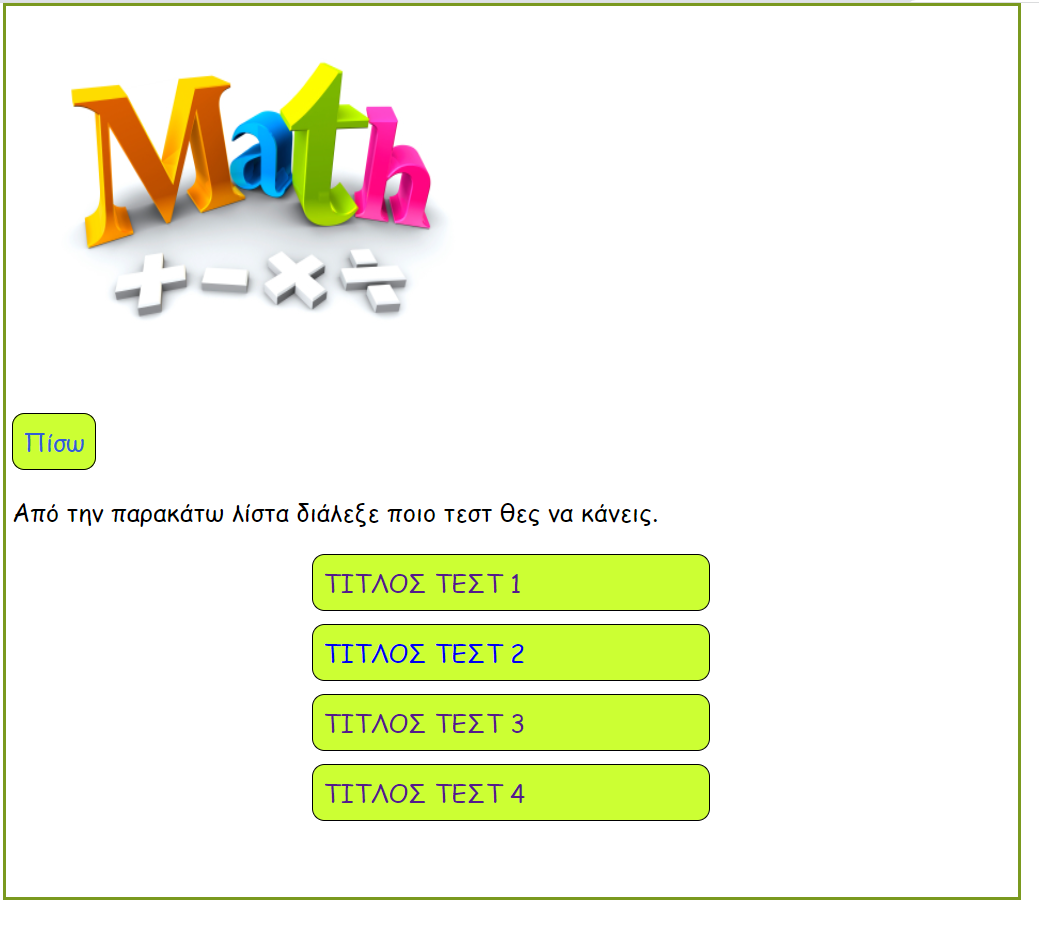 Math
+ - × ÷
Πίσω
Από την παρακάτω λίστα διάλεξε ποιο τεστ θες να κάνεις.
ΤΙΤΛΟΣ ΤΕΣΤ 1
ΤΙΤΛΟΣ ΤΕΣΤ 2
ΤΙΤΛΟΣ ΤΕΣΤ 3
ΤΙΤΛΟΣ ΤΕΣΤ 4